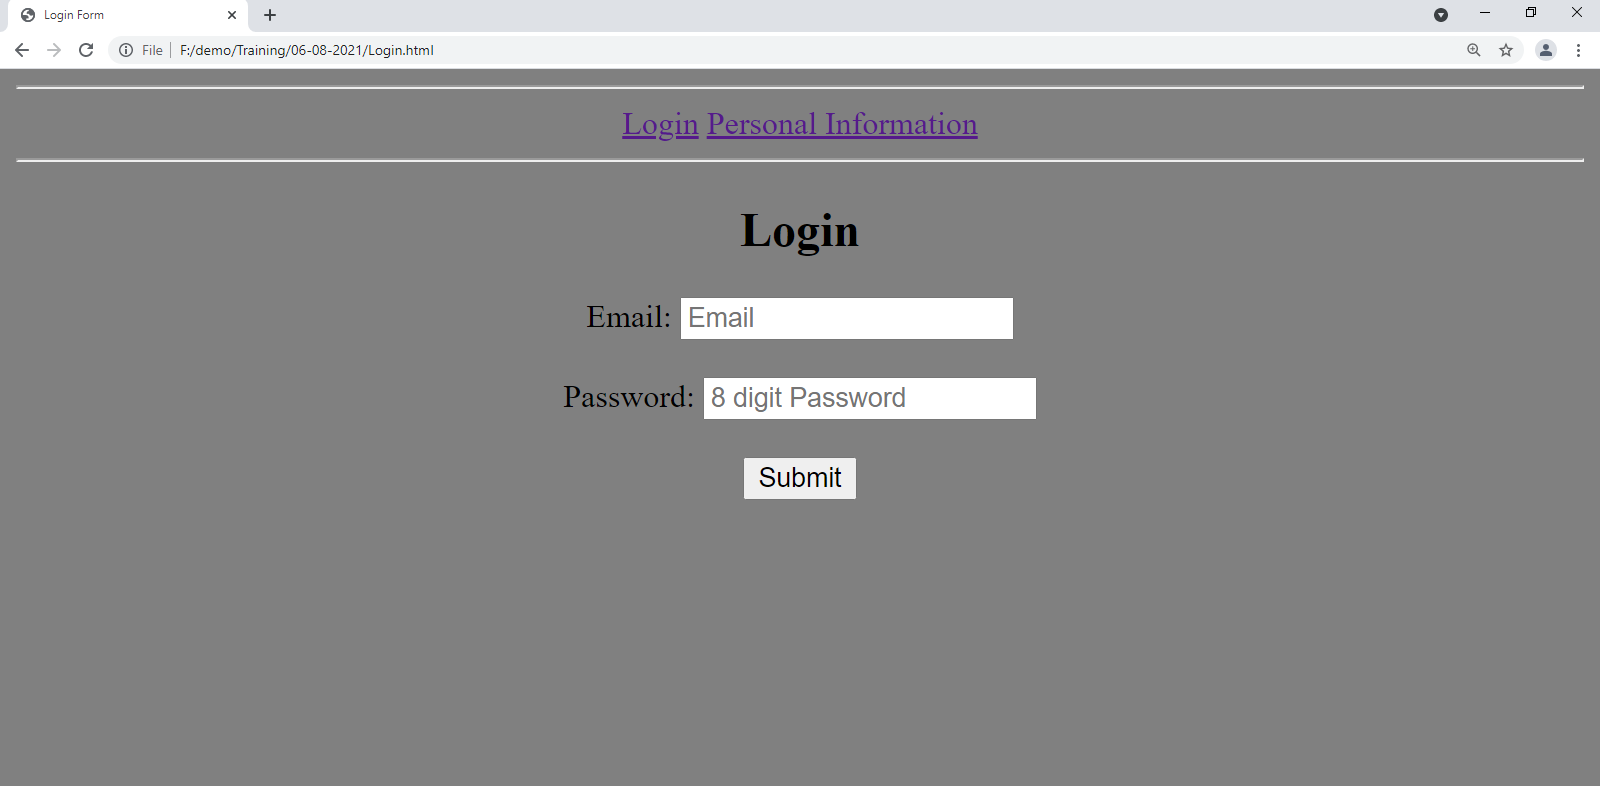 Login Form
File F:/demo/Training/06-08-2021/Login.html
Login Personal Information
Login
Email: Email
Password: 8 digit Password
Submit